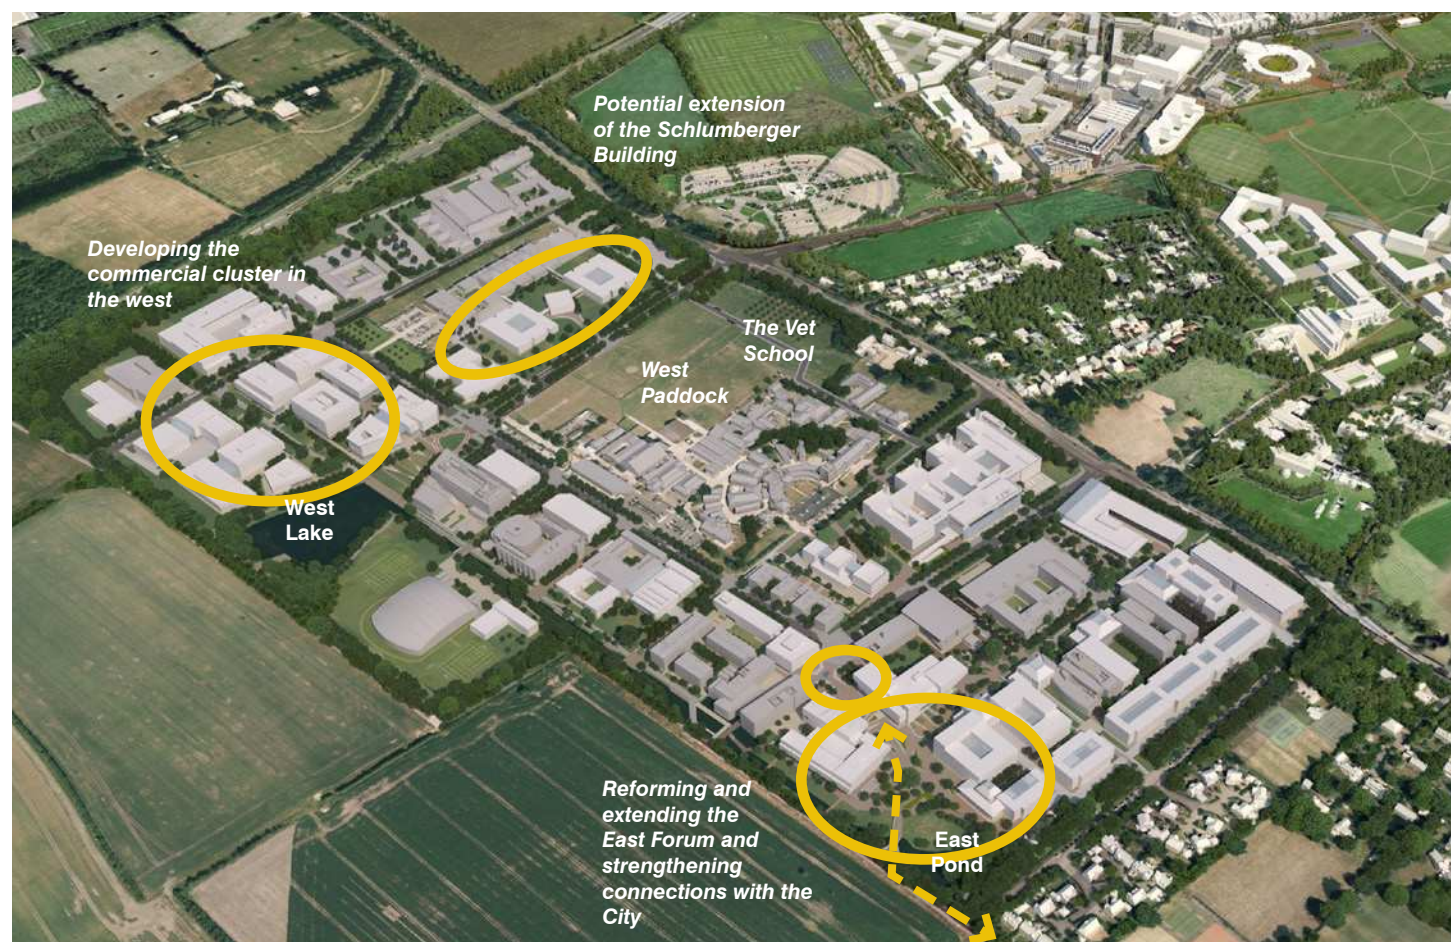 Potential extension
of the Schlumberger
Building
Developing the
commercial cluster in
the west
The Vet
School
West
Paddock
West
Lake
Reforming and
extending the
East Forum and
strengthening
connections with the
City
East
Pond